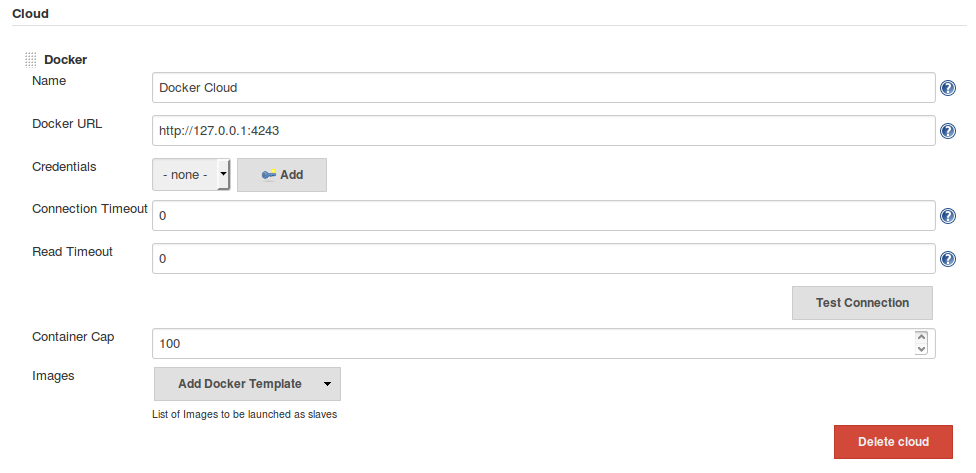 Cloud
Docker
Name
Docker Cloud
Docker URL
http://127.0.0.1:4243
Credentials
- none -
Add
Connection Timeout
0
Read Timeout
0
Test Connection
Container Cap
100
Images
Add Docker Template
List of Images to be launched as slaves
Delete cloud